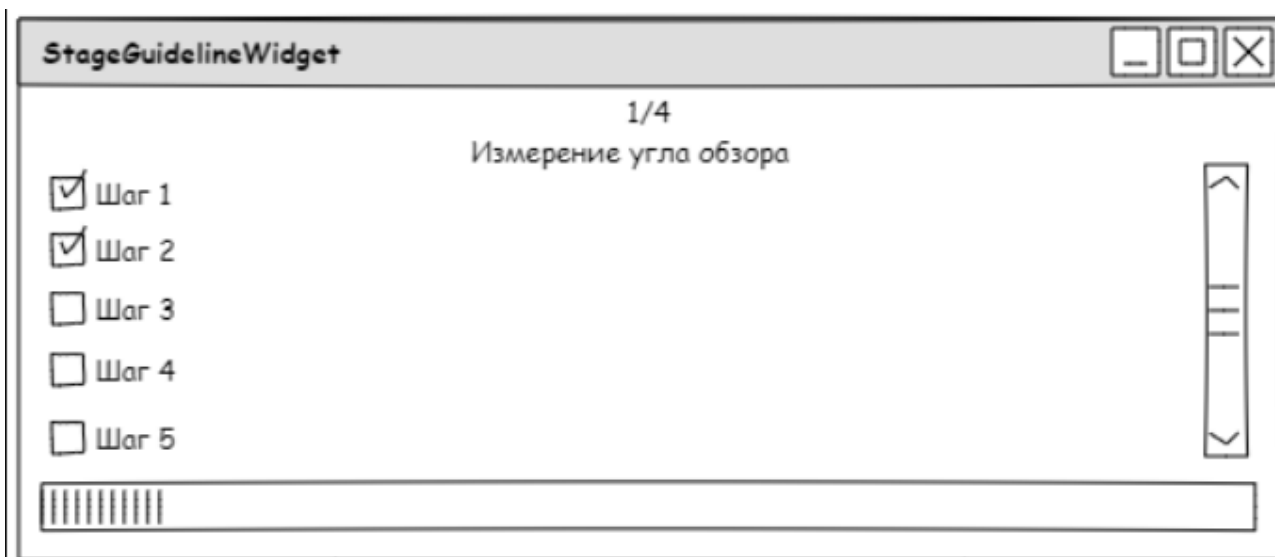 StageGuidelineWidget
1/4
Измерение угла обзора
Шаг 1
Шаг 2
Шаг 3
Шаг 4
Шаг 5